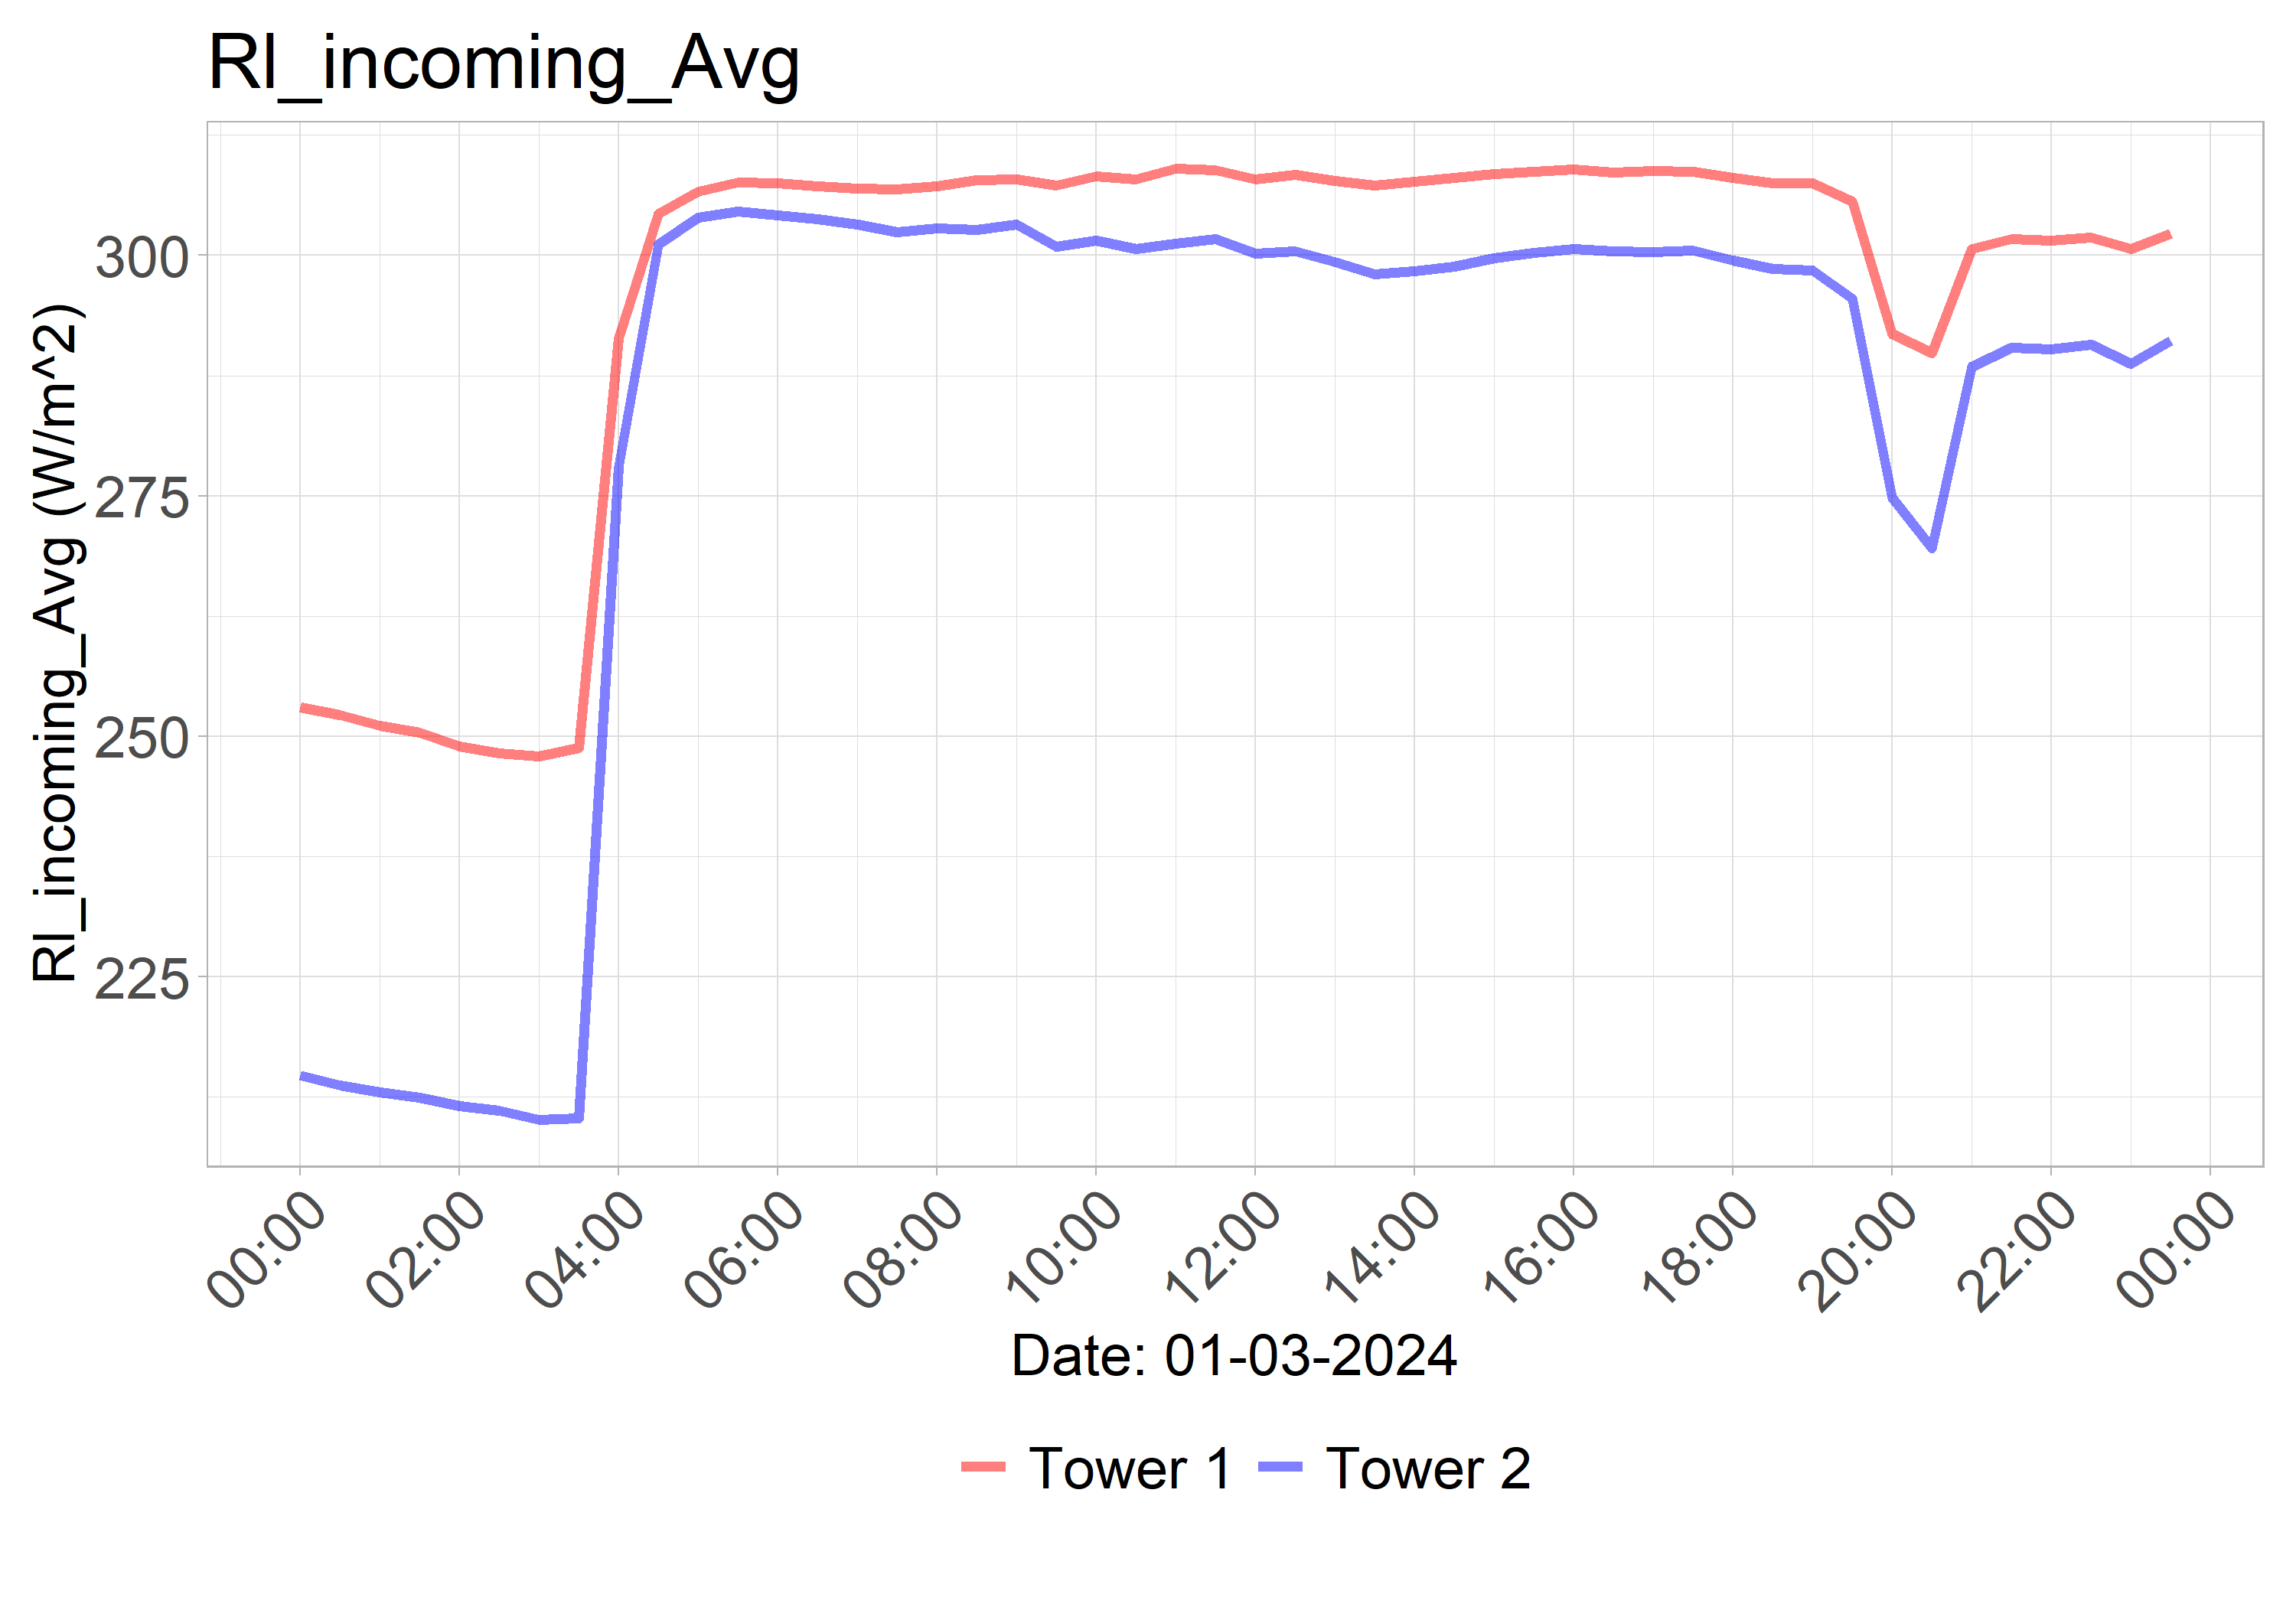 Rl_incoming_Avg
Rl_incoming_Avg (W/m^2)
300
275
250
225
00:00 02:00 04:00 06:00 08:00 10:00 12:00 14:00 16:00 18:00 20:00 22:00 00:00
Date: 01-03-2024
Tower 1 Tower 2